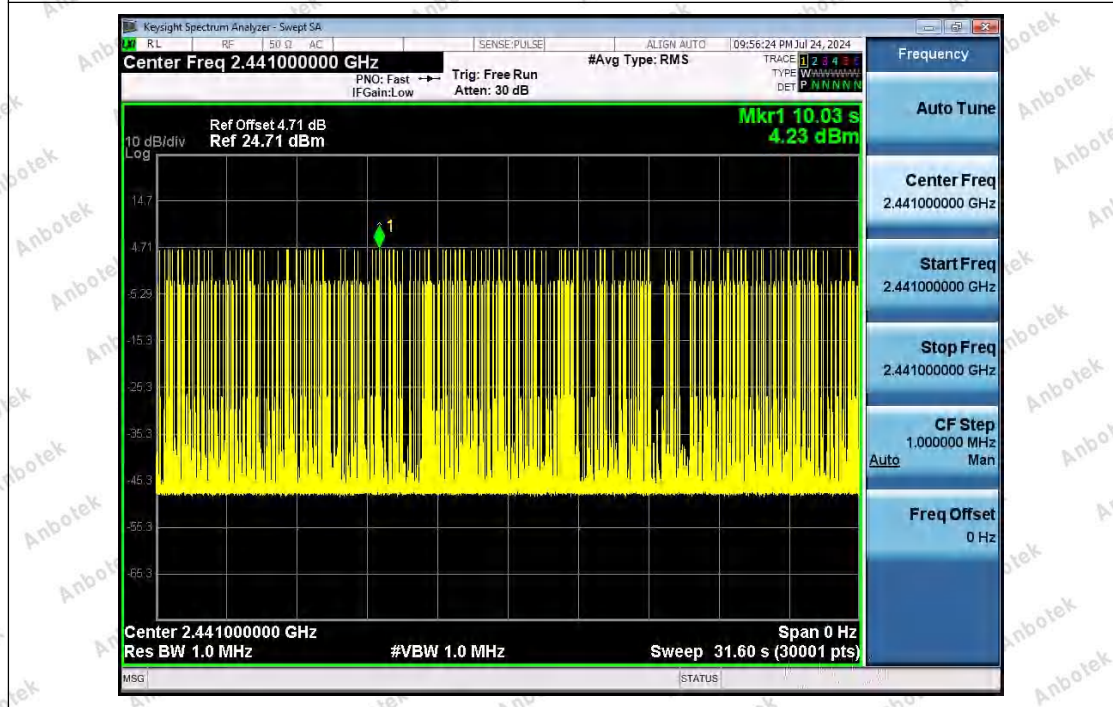 Keysight Spectrum Analyzer - Swept SA
RL RF 50 Ω AC SENSE:PULSE ALIGN AUTO 09:56:24 PM Jul 24, 2024
Center Freq 2.441000000 GHz #Avg Type: RMS TRACE 1 2 3 4 5 6
PNO: Fast Trig: Free Run TYPE W
IFGain:Low Atten: 30 dB DET P N N N N N
Frequency
Auto Tune
Center Freq
2.441000000 GHz
Start Freq
2.441000000 GHz
Stop Freq
2.441000000 GHz
CF Step
1.000000 MHz
Auto Man
Freq Offset
0 Hz
Mkr1 10.03 s
4.23 dBm
Ref Offset 4.71 dB
10 dB/div Ref 24.71 dBm
Log
14.7
1
4.71
-5.29
-15.3
-25.3
-35.3
-45.3
-55.3
-65.3
Center 2.441000000 GHz Span 0 Hz
Res BW 1.0 MHz #VBW 1.0 MHz Sweep 31.60 s (30001 pts)
MSG STATUS
Anbotek